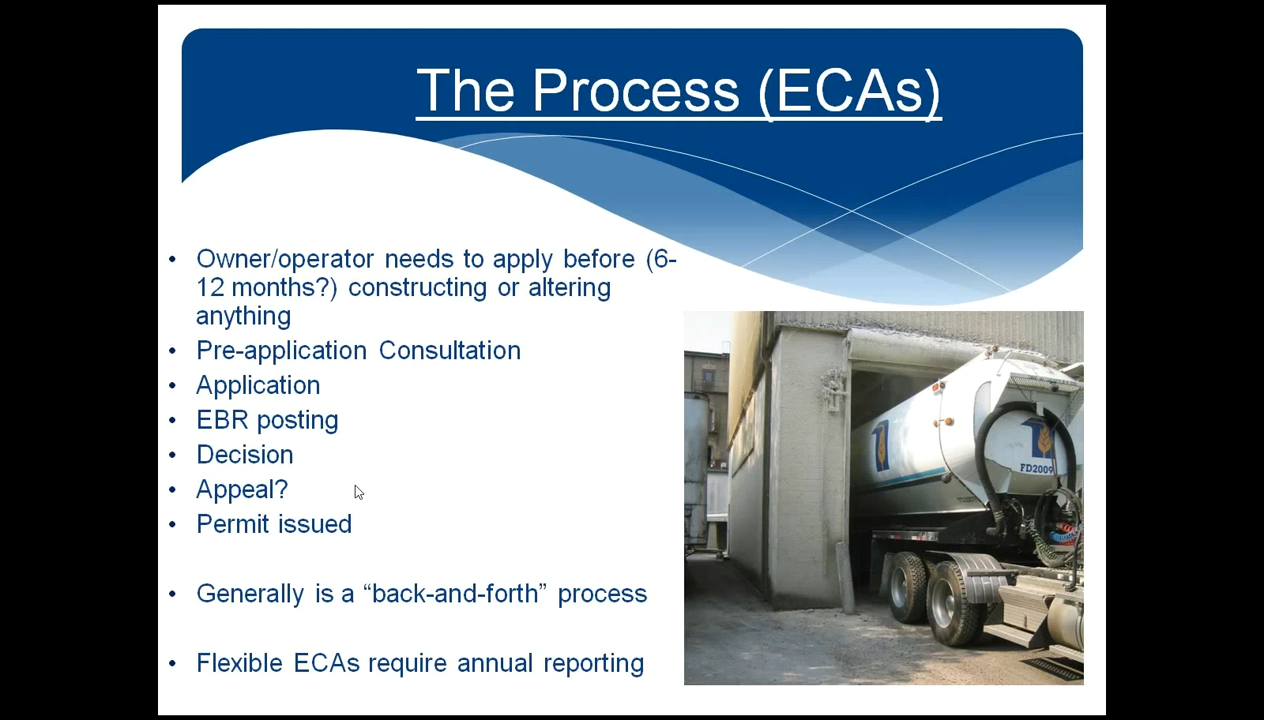 The Process (ECAs)
• Owner/operator needs to apply before (6-
12 months?) constructing or altering
anything
• Pre-application Consultation
• Application
• EBR posting
• Decision
• Appeal?
• Permit issued
• Generally is a “back-and-forth” process
• Flexible ECAs require annual reporting
FD2009